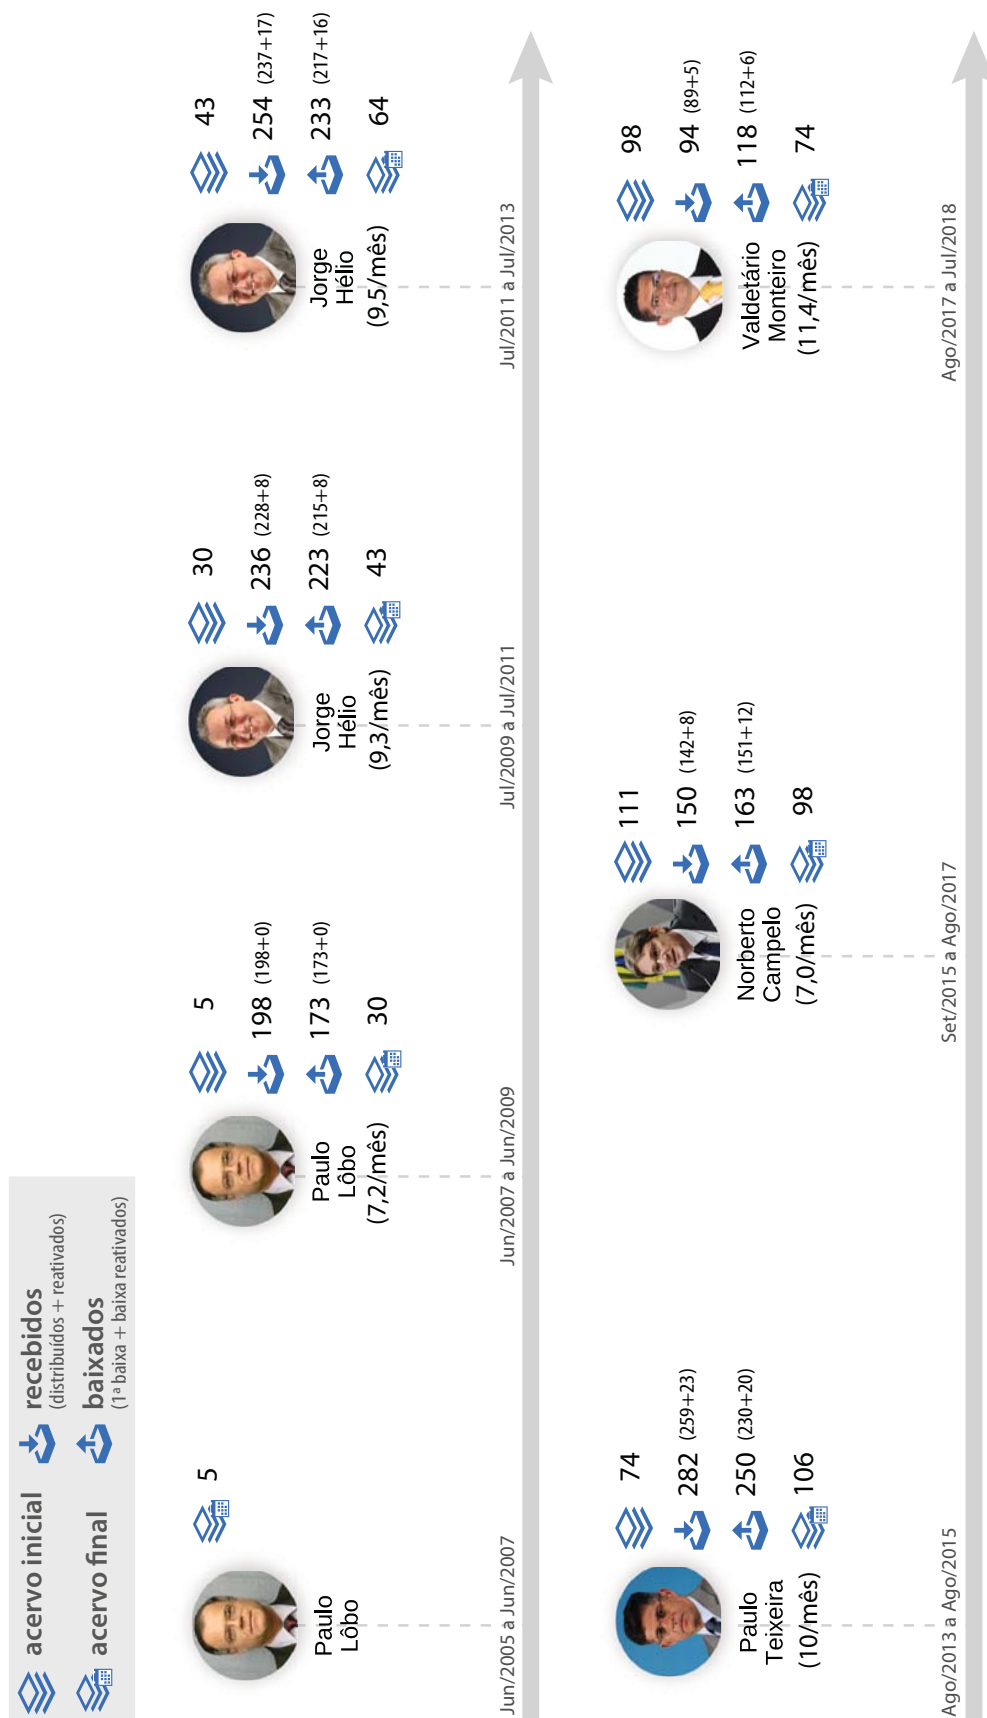 acervo inicial
recebidos
(distribuídos + reativados)
acervo final
baixados
(1ª baixa + baixa reativados)
5
Paulo
Lôbo
Jun/2005 a Jun/2007
5
198 (198+0)
173 (173+0)
30
Paulo
Lôbo
(7,2/mês)
Jun/2007 a Jun/2009
30
236 (228+8)
223 (215+8)
43
Jorge
Hélio
(9,3/mês)
Jul/2009 a Jul/2011
43
254 (237+17)
233 (217+16)
64
Jorge
Hélio
(9,5/mês)
Jul/2011 a Jul/2013
74
282 (259+23)
250 (230+20)
106
Paulo
Teixeira
(10/mês)
Ago/2013 a Ago/2015
111
150 (142+8)
163 (151+12)
98
Norberto
Campelo
(7,0/mês)
Set/2015 a Ago/2017
98
94 (89+5)
118 (112+6)
74
Valdetário
Monteiro
(11,4/mês)
Ago/2017 a Jul/2018